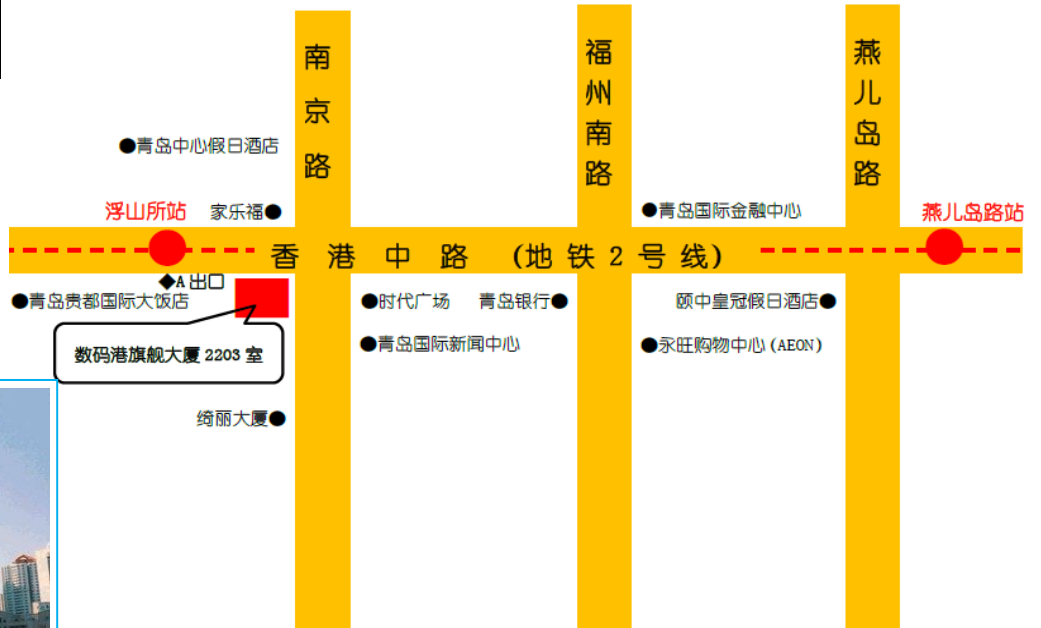 南京路
福州南路
燕儿岛路
●青岛中心假日酒店
浮山所站
家乐福●
●青岛国际金融中心
燕儿岛路站
香港中路 (地铁2号线)
◆A出口
●青岛贵都国际大饭店
●时代广场
青岛银行●
颐中皇冠假日酒店●
数码港旗舰大厦2203室
●青岛国际新闻中心
●永旺购物中心(AEON)
绮丽大厦●